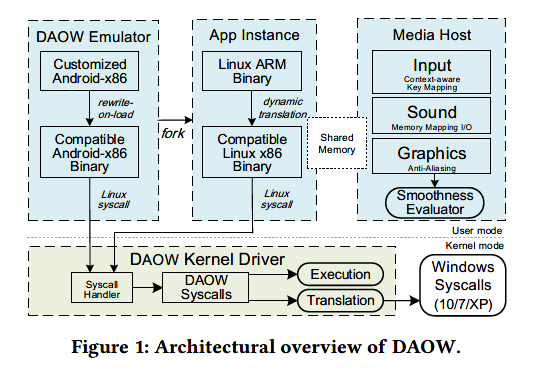 DAOW Emulator
Customized
Android-x86
rewrite-
on-load
Compatible
Android-x86
Binary
Linux
syscall
fork
App Instance
Linux ARM
Binary
dynamic
translation
Compatible
Linux x86
Binary
Linux
syscall
Shared
Memory
Media Host
Input
Context-aware
Key Mapping
Sound
Memory Mapping I/O
Graphics
Anti-Aliasing
Smoothness
Evaluator
User mode
Kernel mode
DAOW Kernel Driver
Syscall
Handler
DAOW
Syscalls
Execution
Translation
Windows
Syscalls
(10/7/XP)
Figure 1: Architectural overview of DAOW.